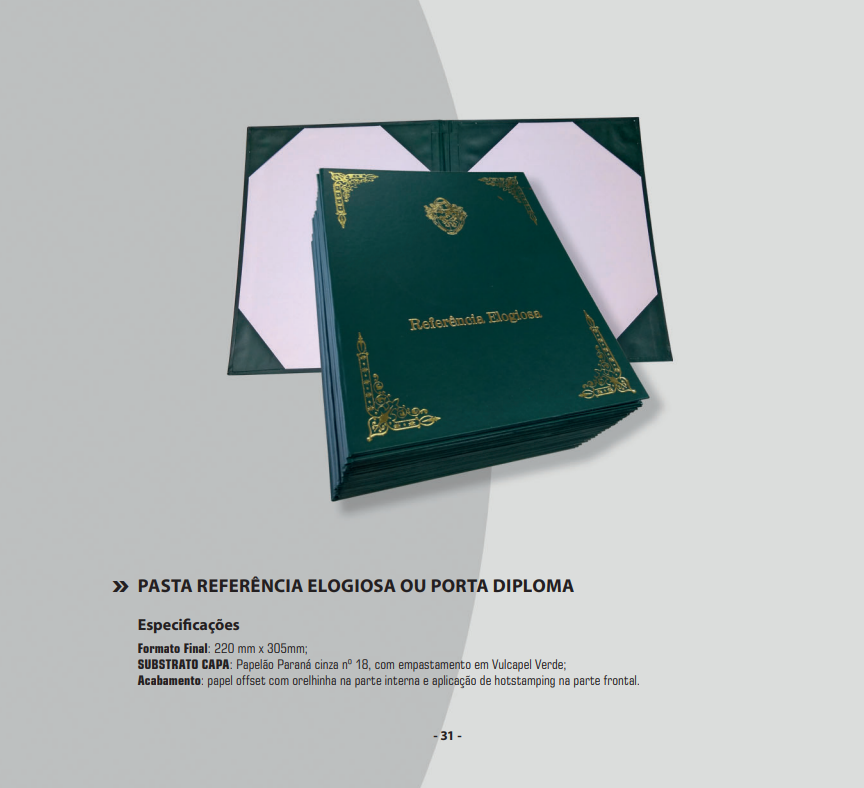 Referência Elogiosa
» PASTA REFERÊNCIA ELOGIOSA OU PORTA DIPLOMA
Especificações
Formato Final: 220 mm x 305mm;
SUBSTRATO CAPA: Papelão Paraná cinza nº 18, com empastamento em Vulcapel Verde;
Acabamento: papel offset com orelhinha na parte interna e aplicação de hotstamping na parte frontal.
- 31 -